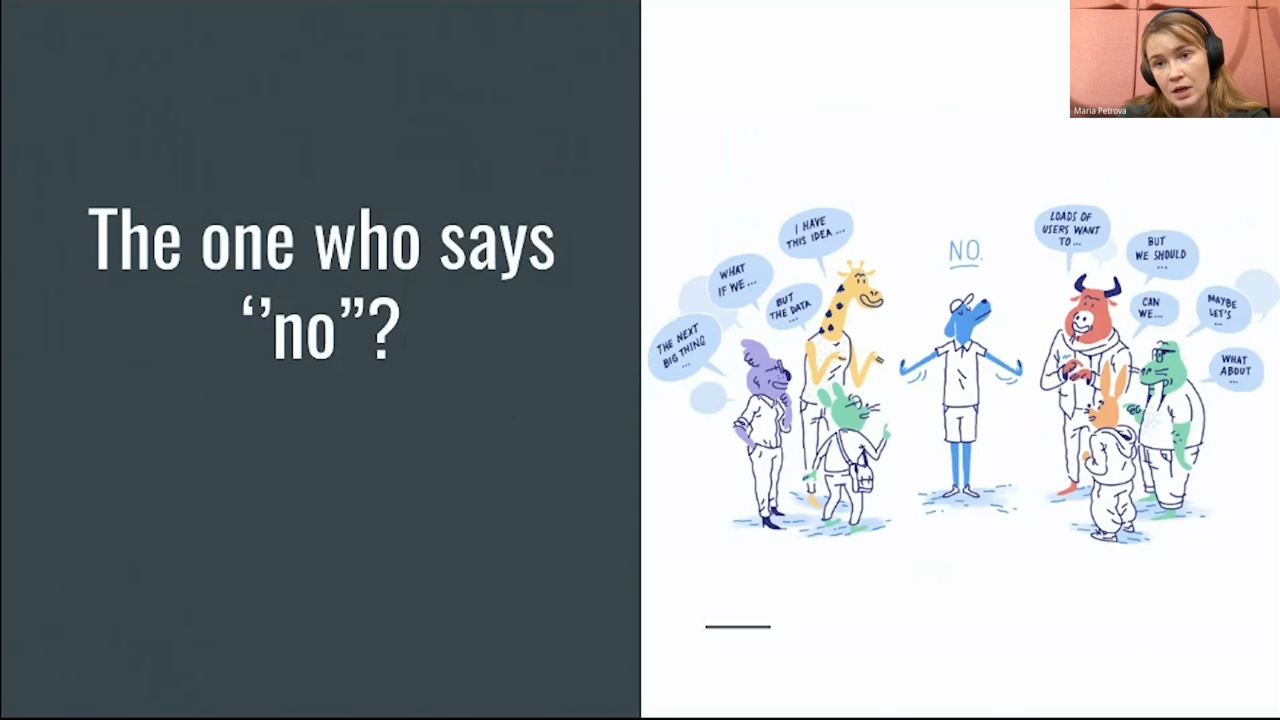 The one who says
‘’no”?
I HAVE
THIS IDEA ...
WHAT
IF WE ...
BUT
THE DATA
...
THE NEXT
BIG THING
...
NO.
LOADS OF
USERS WANT
TO ...
BUT
WE SHOULD
...
CAN
WE...
MAYBE
LET'S
...
WHAT
ABOUT
...
Maria Petrova